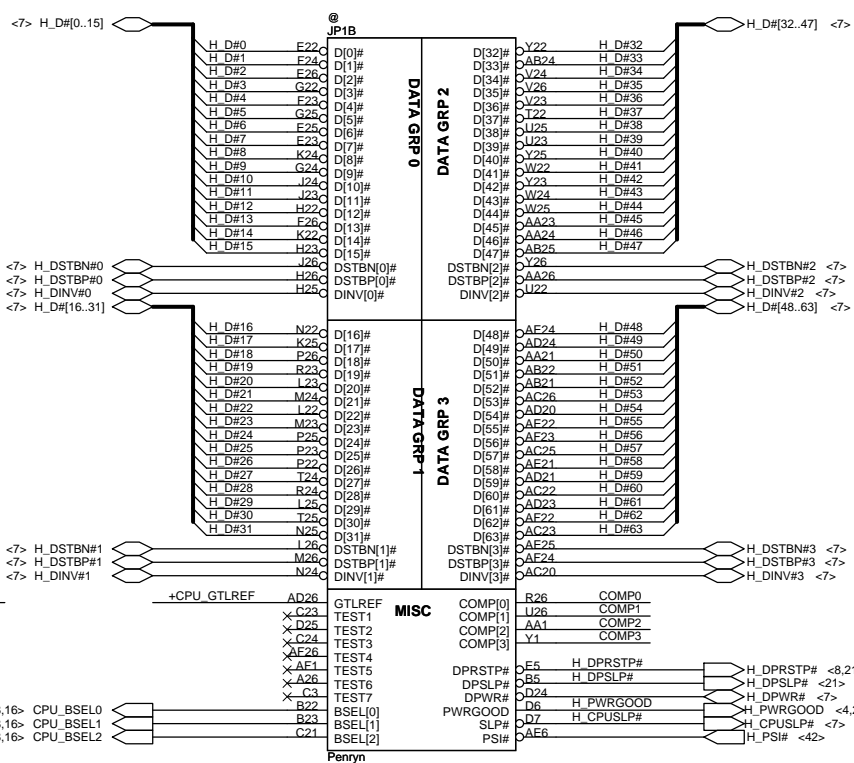 @
JP1B
<7> H_D#[0..15]
H_D#0 E22 D[0]#
H_D#1 F24 D[1]#
H_D#2 E26 D[2]#
H_D#3 G22 D[3]#
H_D#4 F23 D[4]#
H_D#5 G25 D[5]#
H_D#6 E25 D[6]#
H_D#7 E23 D[7]#
H_D#8 K24 D[8]#
H_D#9 G24 D[9]#
H_D#10 J24 D[10]#
H_D#11 J23 D[11]#
H_D#12 H22 D[12]#
H_D#13 F26 D[13]#
H_D#14 K22 D[14]#
H_D#15 H23 D[15]#
<7> H_DSTBN#0 J26 DSTBN[0]#
<7> H_DSTBP#0 H26 DSTBP[0]#
<7> H_DINV#0 H25 DINV[0]#
<7> H_D#[16..31]
DATA GRP 0
DATA GRP 2
H_D#[32..47] <7>
D[32]# Y22 H_D#32
D[33]# AB24 H_D#33
D[34]# V24 H_D#34
D[35]# V26 H_D#35
D[36]# V23 H_D#36
D[37]# T22 H_D#37
D[38]# U25 H_D#38
D[39]# U23 H_D#39
D[40]# Y25 H_D#40
D[41]# W22 H_D#41
D[42]# Y23 H_D#42
D[43]# W24 H_D#43
D[44]# W25 H_D#44
D[45]# AA23 H_D#45
D[46]# AA24 H_D#46
D[47]# AB25 H_D#47
DSTBN[2]# Y26 H_DSTBN#2 <7>
DSTBP[2]# AA26 H_DSTBP#2 <7>
DINV[2]# U22 H_DINV#2 <7>
H_D#[48..63] <7>
H_D#16 N22 D[16]#
H_D#17 K25 D[17]#
H_D#18 P26 D[18]#
H_D#19 R23 D[19]#
H_D#20 L23 D[20]#
H_D#21 M24 D[21]#
H_D#22 L22 D[22]#
H_D#23 M23 D[23]#
H_D#24 P25 D[24]#
H_D#25 P23 D[25]#
H_D#26 P22 D[26]#
H_D#27 T24 D[27]#
H_D#28 R24 D[28]#
H_D#29 L25 D[29]#
H_D#30 T25 D[30]#
H_D#31 N25 D[31]#
<7> H_DSTBN#1 L26 DSTBN[1]#
<7> H_DSTBP#1 M26 DSTBP[1]#
<7> H_DINV#1 N24 DINV[1]#
DATA GRP 1
DATA GRP 3
D[48]# AE24 H_D#48
D[49]# AD24 H_D#49
D[50]# AA21 H_D#50
D[51]# AB22 H_D#51
D[52]# AB21 H_D#52
D[53]# AC26 H_D#53
D[54]# AD20 H_D#54
D[55]# AE22 H_D#55
D[56]# AF23 H_D#56
D[57]# AC25 H_D#57
D[58]# AE21 H_D#58
D[59]# AD21 H_D#59
D[60]# AC22 H_D#60
D[61]# AD23 H_D#61
D[62]# AF22 H_D#62
D[63]# AC23 H_D#63
DSTBN[3]# AE25 H_DSTBN#3 <7>
DSTBP[3]# AF24 H_DSTBP#3 <7>
DINV[3]# AC20 H_DINV#3 <7>
+CPU_GTLREF AD26 GTLREF
C23 TEST1
D25 TEST2
C24 TEST3
AF26 TEST4
AF1 TEST5
A26 TEST6
C3 TEST7
,16> CPU_BSEL0 B22 BSEL[0]
,16> CPU_BSEL1 B23 BSEL[1]
,16> CPU_BSEL2 C21 BSEL[2]
MISC
COMP[0] R26 COMP0
COMP[1] U26 COMP1
COMP[2] AA1 COMP2
COMP[3] Y1 COMP3
DPRSTP# E5 H_DPRSTP# H_DPRSTP# <8,21
DPSLP# B5 H_DPSLP# H_DPSLP# <21>
DPWR# D24 H_DPWR# <7>
PWRGOOD D6 H_PWRGOOD H_PWRGOOD <4,2
SLP# D7 H_CPUSLP# H_CPUSLP# <7>
PSI# AE6 H_PSI# <42>
Penryn